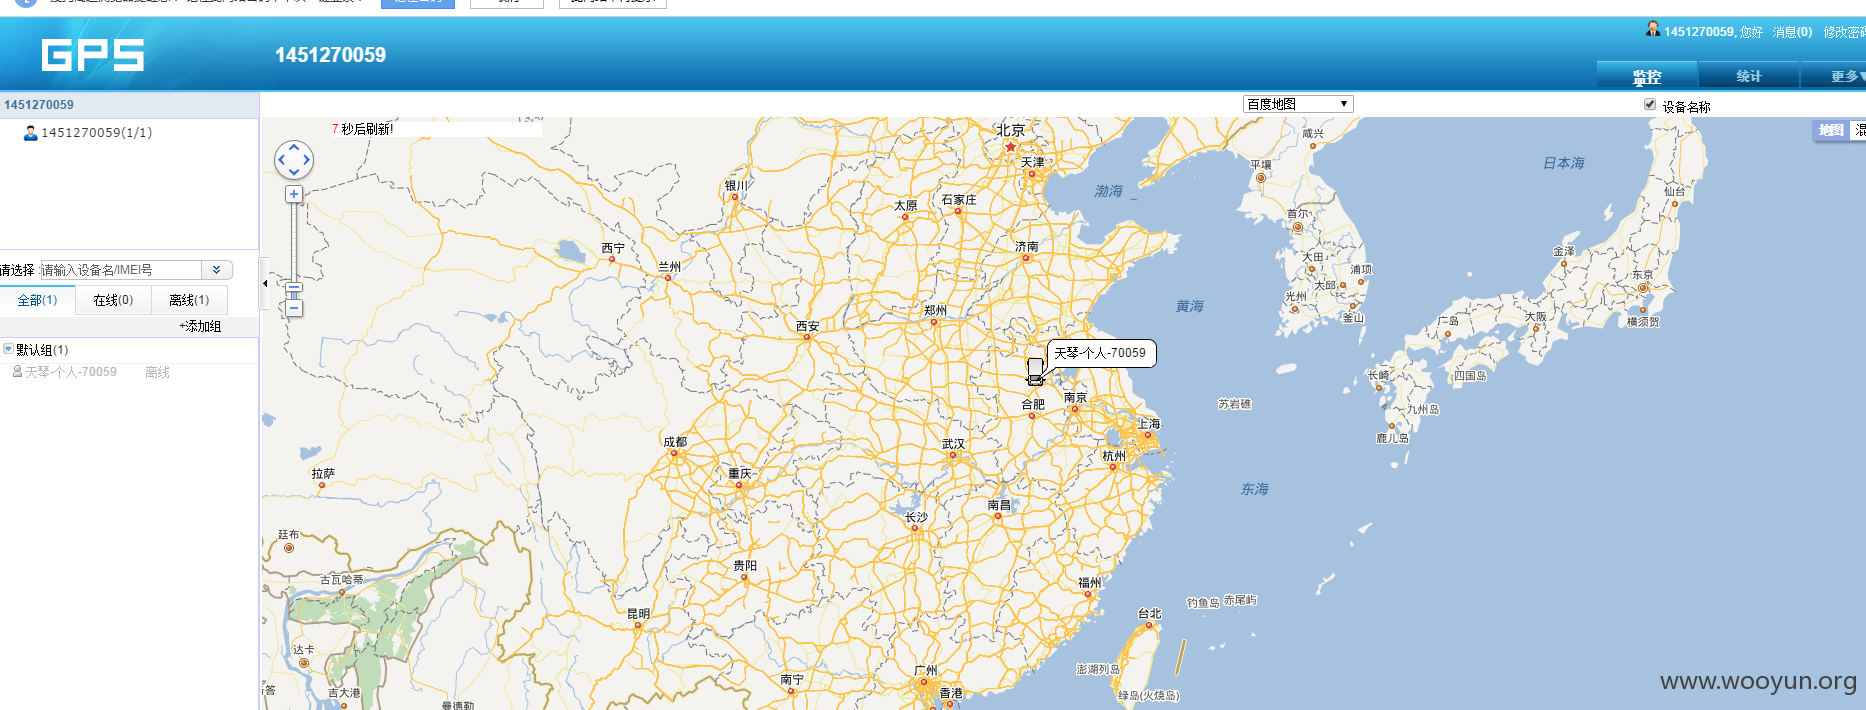 GPS
1451270059
1451270059, 您好 消息(0) 修改密码
监控 统计 更多▼
1451270059
百度地图
设备名称
1451270059(1/1)
7 秒后刷新!
地图 混
请选择: 请输入设备名/IMEI号
全部(1) 在线(0) 离线(1)
+添加组
默认组(1)
天琴-个人-70059 离线
北京
天津
咸兴
平壤
日本海
渤海
银川
太原
石家庄
仙台
首尔
西宁
济南
金泽
兰州
大田
浦项
东京
大邱
光州
黄海
郑州
釜山
广岛
大阪
横须贺
西安
天琴-个人-70059
长崎
四国岛
合肥
南京
苏岩礁
九州岛
上海
鹿儿岛
成都
武汉
杭州
拉萨
重庆
东海
南昌
长沙
廷布
贵阳
古瓦哈蒂
福州
钓鱼岛
赤尾屿
昆明
台北
达卡
广州
澎湖列岛
南宁
吉大港
香港
绿岛(火烧岛)
曼德勒
www.wooyun.org